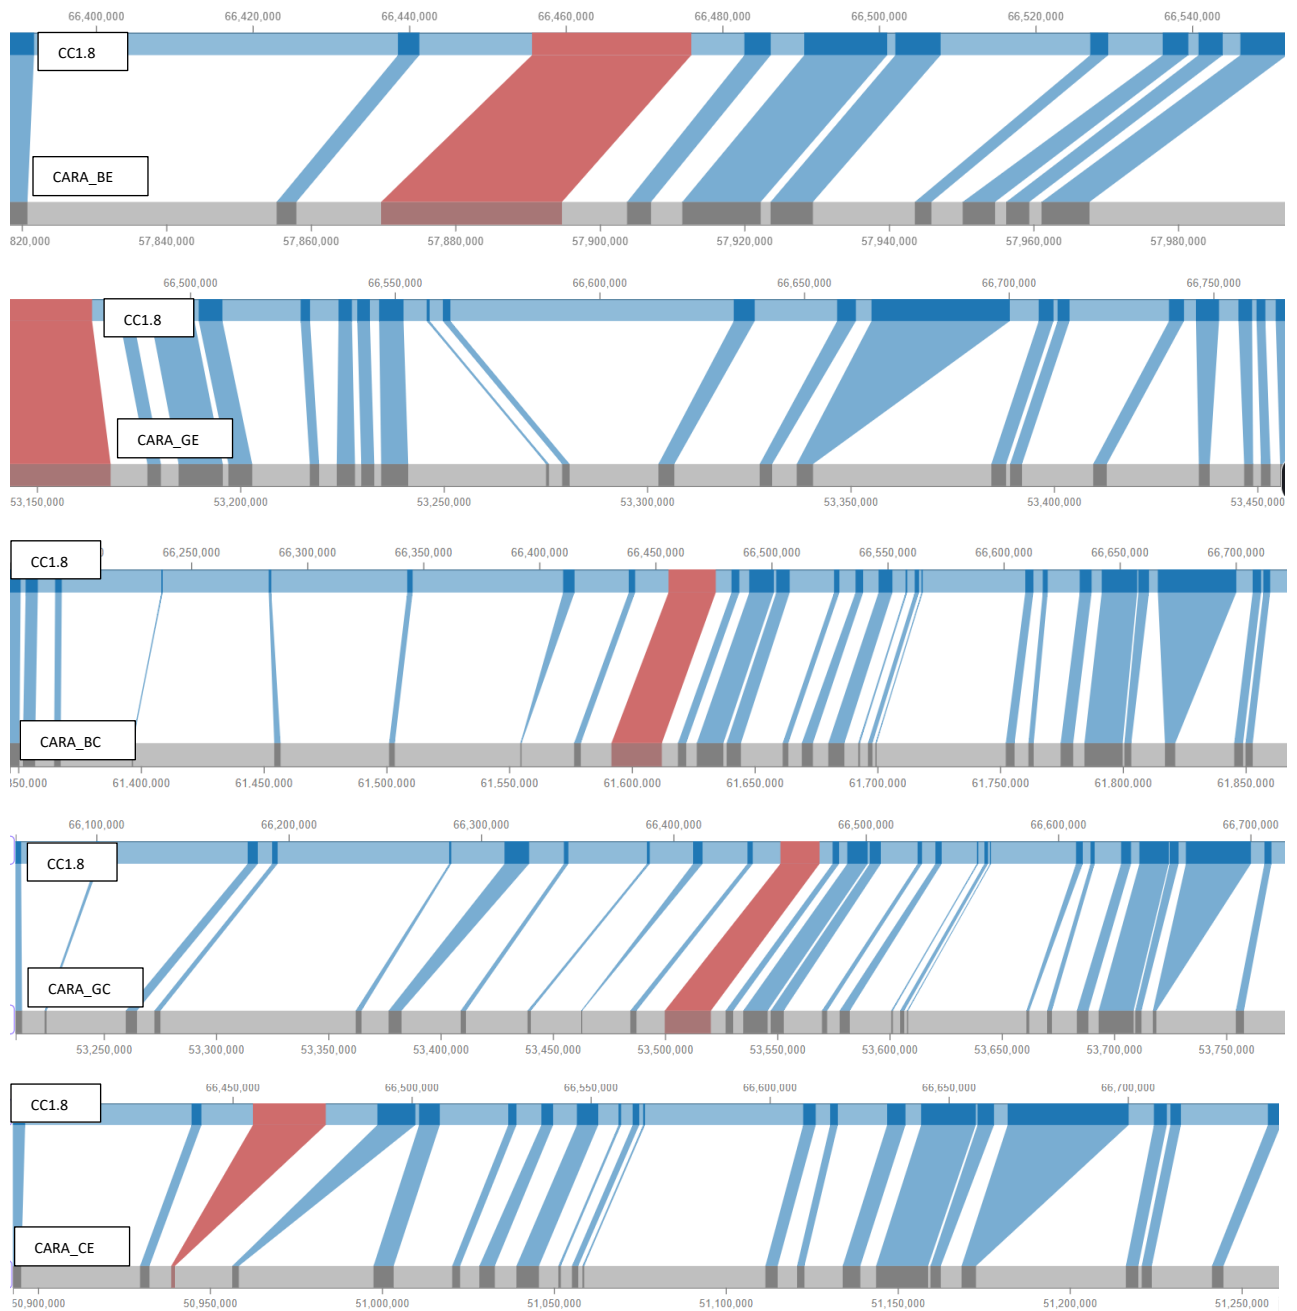 66,400,000 66,420,000 66,440,000 66,460,000 66,480,000 66,500,000 66,520,000 66,540,000
CC1.8
CARA_BE
820,000 57,840,000 57,860,000 57,880,000 57,900,000 57,920,000 57,940,000 57,960,000 57,980,000
66,500,000 66,550,000 66,600,000 66,650,000 66,700,000 66,750,000
CC1.8
CARA_GE
53,150,000 53,200,000 53,250,000 53,300,000 53,350,000 53,400,000 53,450,000
66,250,000 66,300,000 66,350,000 66,400,000 66,450,000 66,500,000 66,550,000 66,600,000 66,650,000 66,700,000
CC1.8
CARA_BC
350,000 61,400,000 61,450,000 61,500,000 61,550,000 61,600,000 61,650,000 61,700,000 61,750,000 61,800,000 61,850,000
66,100,000 66,200,000 66,300,000 66,400,000 66,500,000 66,600,000 66,700,000
CC1.8
CARA_GC
53,250,000 53,300,000 53,350,000 53,400,000 53,450,000 53,500,000 53,550,000 53,600,000 53,650,000 53,700,000 53,750,000
66,450,000 66,500,000 66,550,000 66,600,000 66,650,000 66,700,000
CC1.8
CARA_CE
50,900,000 50,950,000 51,000,000 51,050,000 51,100,000 51,150,000 51,200,000 51,250,000